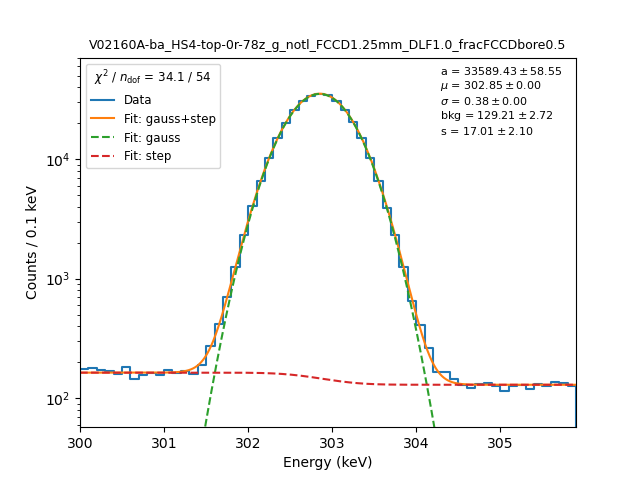 V02160A-ba_HS4-top-0r-78z_g_notl_FCCD1.25mm_DLF1.0_fracFCCDbore0.5
χ² / n_dof = 34.1 / 54
Data
Fit: gauss+step
Fit: gauss
Fit: step
a = 33589.43 ± 58.55
μ = 302.85 ± 0.00
σ = 0.38 ± 0.00
bkg = 129.21 ± 2.72
s = 17.01 ± 2.10
Counts / 0.1 keV
10⁴
10³
10²
300 301 302 303 304 305
Energy (keV)